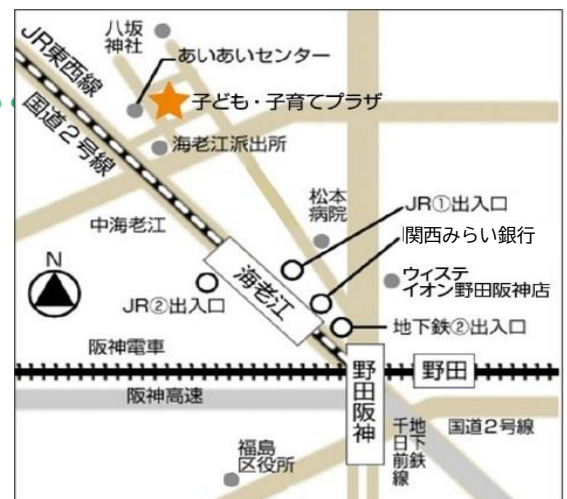 八坂
神社
あいあいセンター
JR東西線
子ども・子育てプラザ
国道2号線
海老江派出所
松本
病院
JR①出入口
中海老江
関西みらい銀行
N
海老江
ウィステ
イオン野田阪神店
JR②出入口
地下鉄②出入口
阪神電車
野田阪神
野田
阪神高速
千日前線
地下鉄
国道2号線
福島
区役所